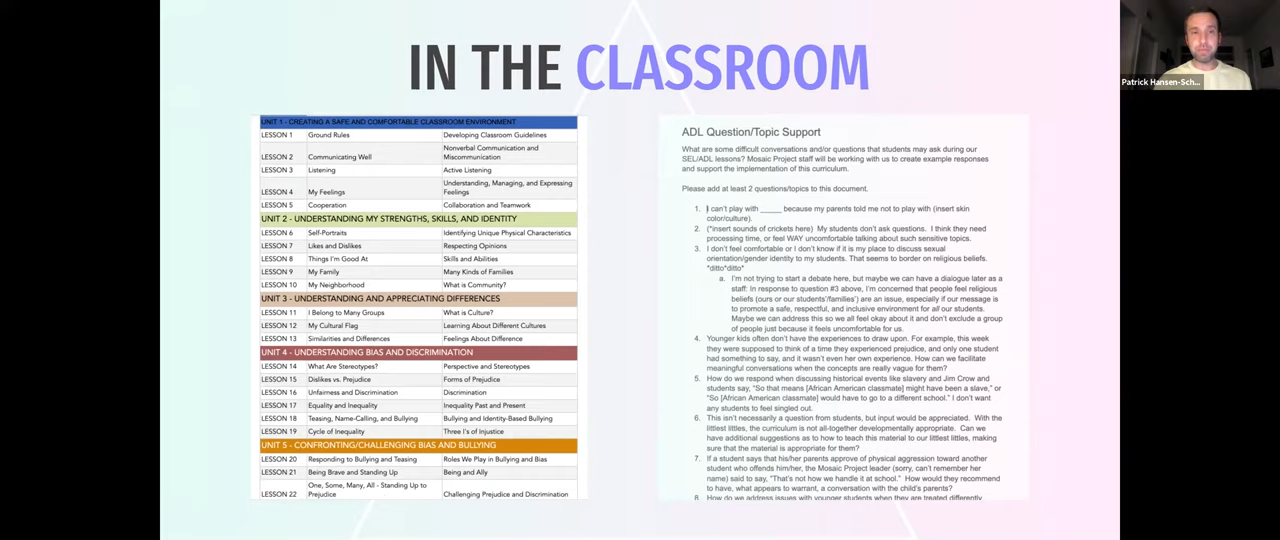 IN THE CLASSROOM
Patrick Hansen-Sch...
UNIT 1 - CREATING A SAFE AND COMFORTABLE CLASSROOM ENVIRONMENT
LESSON 1 Ground Rules Developing Classroom Guidelines
LESSON 2 Communicating Well Nonverbal Communication and Miscommunication
LESSON 3 Listening Active Listening
LESSON 4 My Feelings Understanding, Managing, and Expressing Feelings
LESSON 5 Cooperation Collaboration and Teamwork
UNIT 2 - UNDERSTANDING MY STRENGTHS, SKILLS, AND IDENTITY
LESSON 6 Self-Portraits Identifying Unique Physical Characteristics
LESSON 7 Likes and Dislikes Respecting Opinions
LESSON 8 Things I'm Good At Skills and Abilities
LESSON 9 My Family Many Kinds of Families
LESSON 10 My Neighborhood What is Community?
UNIT 3 - UNDERSTANDING AND APPRECIATING DIFFERENCES
LESSON 11 I Belong to Many Groups What is Culture?
LESSON 12 My Cultural Flag Learning About Different Cultures
LESSON 13 Similarities and Differences Feelings About Difference
UNIT 4 - UNDERSTANDING BIAS AND DISCRIMINATION
LESSON 14 What Are Stereotypes? Perspective and Stereotypes
LESSON 15 Dislikes vs. Prejudice Forms of Prejudice
LESSON 16 Unfairness and Discrimination Discrimination
LESSON 17 Equality and Inequality Inequality Past and Present
LESSON 18 Teasing, Name-Calling, and Bullying Bullying and Identity-Based Bullying
LESSON 19 Cycle of Inequality Three I's of Injustice
UNIT 5 - CONFRONTING/CHALLENGING BIAS AND BULLYING
LESSON 20 Responding to Bullying and Teasing Roles We Play in Bullying and Bias
LESSON 21 Being Brave and Standing Up Being and Ally
LESSON 22 One, Some, Many, All - Standing Up to Prejudice Challenging Prejudice and Discrimination
ADL Question/Topic Support
What are some difficult conversations and/or questions that students may ask during our
SEL/ADL lessons? Mosaic Project staff will be working with us to create example responses
and support the implementation of this curriculum.
Please add at least 2 questions/topics to this document.
1. I can't play with _____ because my parents told me not to play with (insert skin
color/culture).
2. (*insert sounds of crickets here) My students don't ask questions. I think they need
processing time, or feel WAY uncomfortable talking about such sensitive topics.
3. I don't feel comfortable or I don't know if it is my place to discuss sexual
orientation/gender identity to my students. That seems to border on religious beliefs.
*ditto*ditto*
a. I'm not trying to start a debate here, but maybe we can have a dialogue later as a
staff: In response to question #3 above, I'm concerned that people feel religious
beliefs (ours or our students'/families') are an issue, especially if our message is
to promote a safe, respectful, and inclusive environment for all our students.
Maybe we can address this so we all feel okay about it and don't exclude a group
of people just because it feels uncomfortable for us.
4. Younger kids often don't have the experiences to draw upon. For example, this week
they were supposed to think of a time they experienced prejudice, and only one student
had something to say, and it wasn't even her own experience. How can we facilitate
meaningful conversations when the concepts are really vague for them?
5. How do we respond when discussing historical events like slavery and Jim Crow and
students say, "So that means [African American classmate] might have been a slave," or
"So [African American classmate] would have to go to a different school." I don't want
any students to feel singled out.
6. This isn't necessarily a question from students, but input would be appreciated. With the
littlest littles, the curriculum is not all-together developmentally appropriate. Can we
have additional suggestions as to how to teach this material to our littlest littles, making
sure that the material is appropriate for them?
7. If a student says that his/her parents approve of physical aggression toward another
student who offends him/her, the Mosaic Project leader (sorry, can't remember her
name) said to say, "That's not how we handle it at school." How would they recommend
to have, what appears to warrant, a conversation with the child's parents?
8. How do we address issues with younger students when they are treated differently